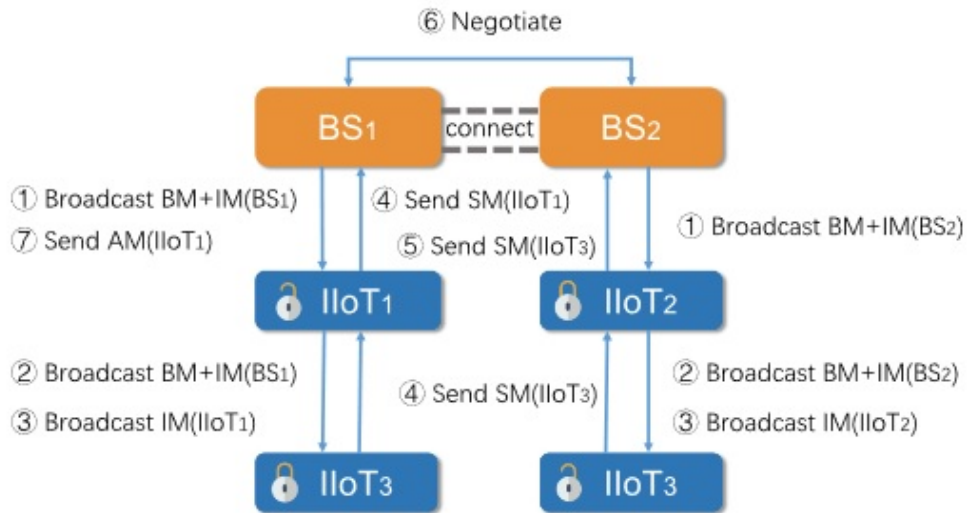 ⑥ Negotiate
BS1
connect
BS2
① Broadcast BM+IM(BS1)
⑦ Send AM(IIoT1)
④ Send SM(IIoT1)
⑤ Send SM(IIoT3)
① Broadcast BM+IM(BS2)
IIoT1
IIoT2
② Broadcast BM+IM(BS1)
③ Broadcast IM(IIoT1)
④ Send SM(IIoT3)
② Broadcast BM+IM(BS2)
③ Broadcast IM(IIoT2)
IIoT3
IIoT3